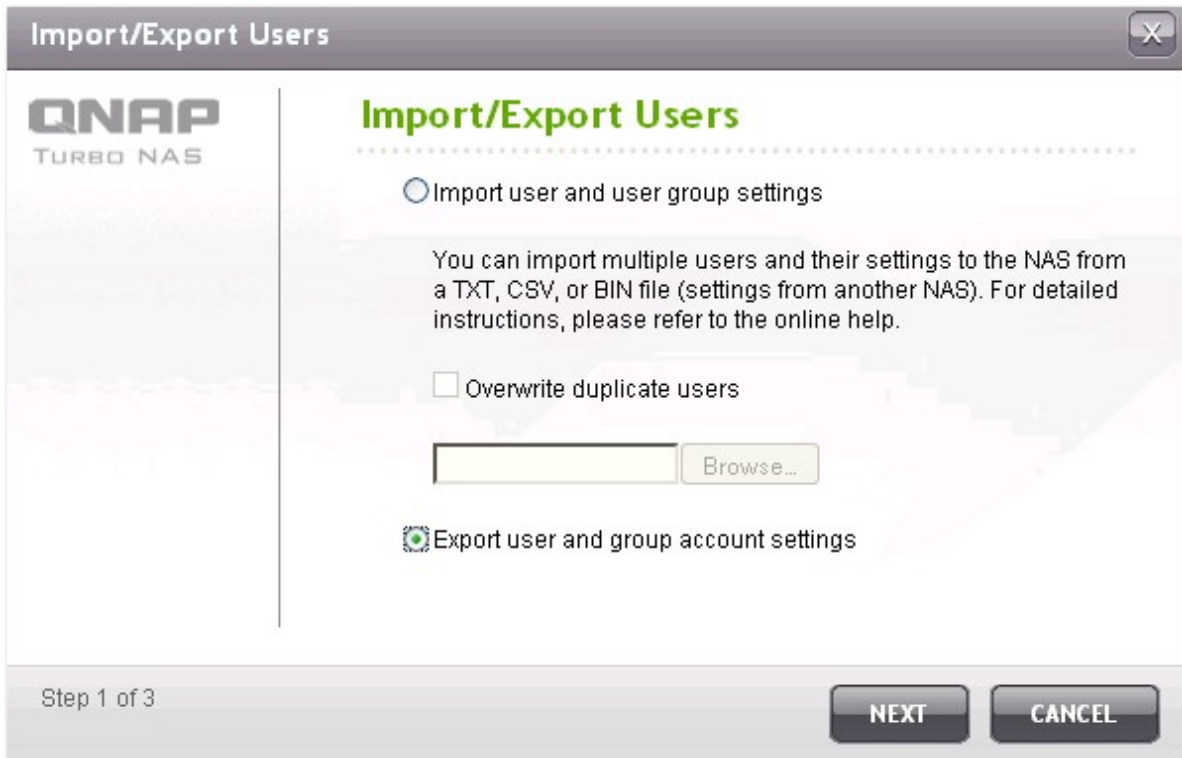 Import/Export Users
X
QNAP
TURBO NAS
Import/Export Users
Import user and user group settings
You can import multiple users and their settings to the NAS from
a TXT, CSV, or BIN file (settings from another NAS). For detailed
instructions, please refer to the online help.
Overwrite duplicate users
Browse...
Export user and group account settings
Step 1 of 3
NEXT
CANCEL